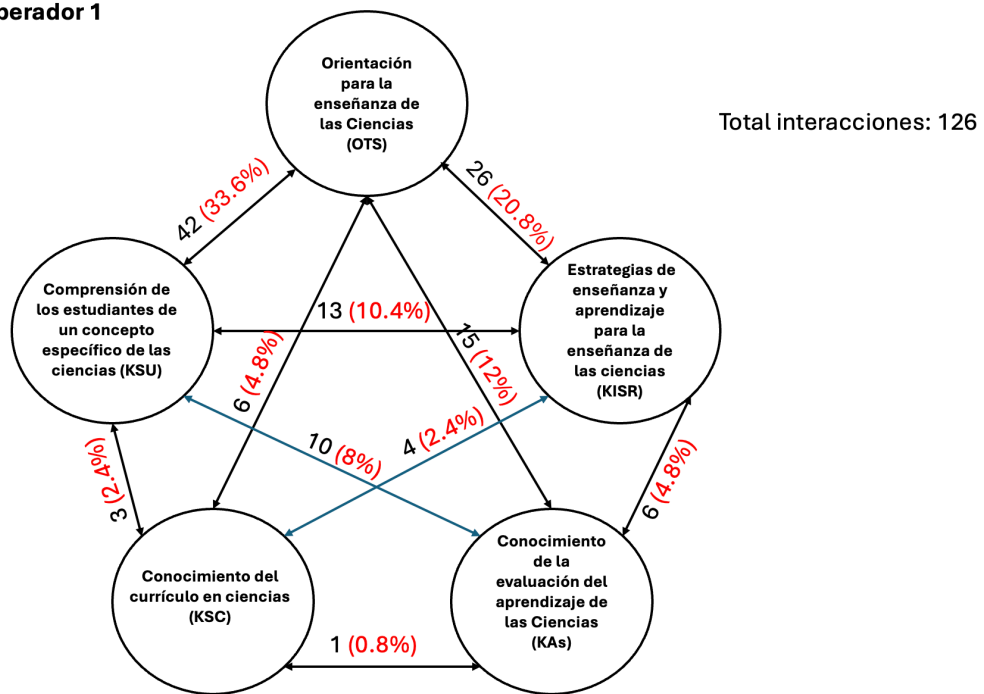 perador 1
Orientación
para la
enseñanza de
las Ciencias
(OTS)
Total interacciones: 126
42 (33.6%)
26 (20.8%)
Comprensión de
los estudiantes de
un concepto
específico de las
ciencias (KSU)
13 (10.4%)
Estrategias de
enseñanza y
aprendizaje
para la
enseñanza de
las ciencias
(KISR)
6 (4.8%)
15 (12%)
10 (8%)
4 (2.4%)
3 (2.4%)
6 (4.8%)
Conocimiento del
currículo en ciencias
(KSC)
Conocimiento
de la
evaluación del
aprendizaje de
las Ciencias
(KAs)
1 (0.8%)